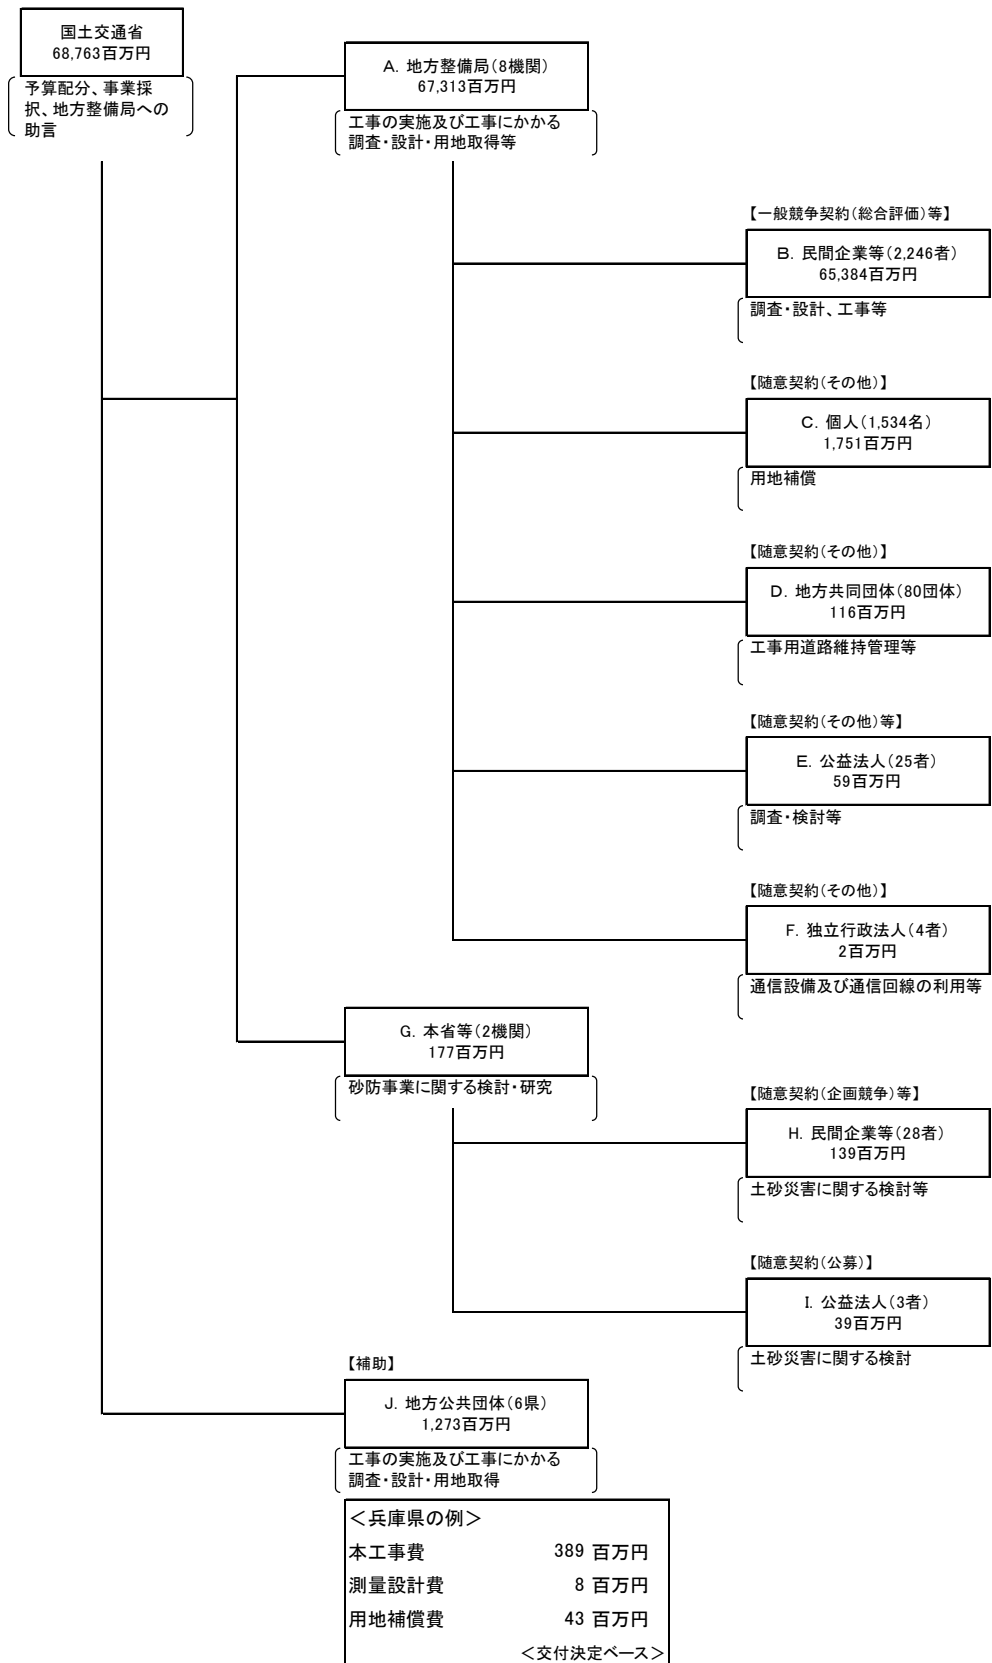 国土交通省
68,763百万円
予算配分、事業採
択、地方整備局への
助言
A. 地方整備局(8機関)
67,313百万円
工事の実施及び工事にかかる
調査・設計・用地取得等
【一般競争契約(総合評価)等】
B. 民間企業等(2,246者)
65,384百万円
調査・設計、工事等
【随意契約(その他)】
C. 個人(1,534名)
1,751百万円
用地補償
【随意契約(その他)】
D. 地方共同団体(80団体)
116百万円
工事用道路維持管理等
【随意契約(その他)等】
E. 公益法人(25者)
59百万円
調査・検討等
【随意契約(その他)】
F. 独立行政法人(4者)
2百万円
通信設備及び通信回線の利用等
G. 本省等(2機関)
177百万円
砂防事業に関する検討・研究
【随意契約(企画競争)等】
H. 民間企業等(28者)
139百万円
土砂災害に関する検討等
【随意契約(公募)】
I. 公益法人(3者)
39百万円
土砂災害に関する検討
【補助】
J. 地方公共団体(6県)
1,273百万円
工事の実施及び工事にかかる
調査・設計・用地取得
<兵庫県の例>
本工事費 389 百万円
測量設計費 8 百万円
用地補償費 43 百万円
<交付決定ベース>